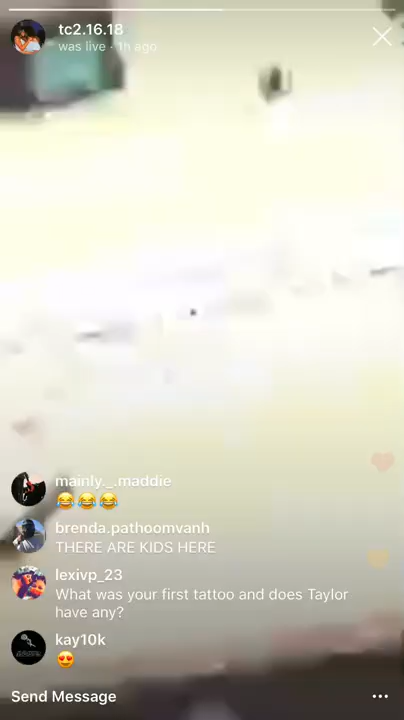 tc2.16.18
was live · 1h ago
mainly._.maddie
😂😂😂
brenda.pathoomvanh
THERE ARE KIDS HERE
lexivp_23
What was your first tattoo and does Taylor
have any?
kay10k
😍
Send Message